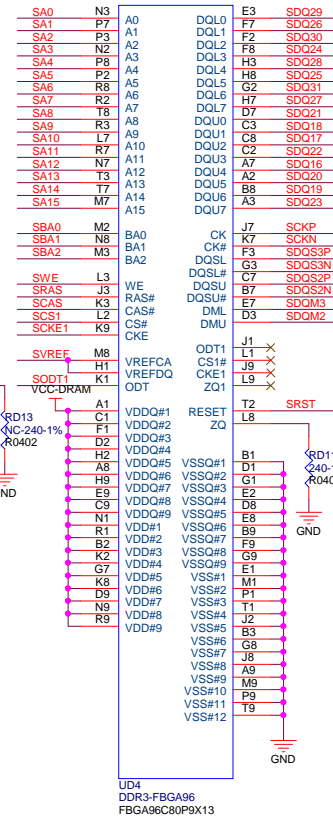 SA0 N3 A0 DQL0 E3 SDQ29
SA1 P7 A1 DQL1 F7 SDQ26
SA2 P3 A2 DQL2 F2 SDQ30
SA3 N2 A3 DQL3 F8 SDQ24
SA4 P8 A4 DQL4 H3 SDQ28
SA5 P2 A5 DQL5 H8 SDQ25
SA6 R8 A6 DQL6 G2 SDQ31
SA7 R2 A7 DQL7 H7 SDQ27
SA8 T8 A8 DQU0 D7 SDQ21
SA9 R3 A9 DQU1 C3 SDQ18
SA10 L7 A10 DQU2 C8 SDQ17
SA11 R7 A11 DQU3 C2 SDQ22
SA12 N7 A12 DQU4 A7 SDQ16
SA13 T3 A13 DQU5 A2 SDQ20
SA14 T7 A14 DQU6 B8 SDQ19
SA15 M7 A15 DQU7 A3 SDQ23
SBA0 M2 BA0 CK J7 SCKP
SBA1 N8 BA1 CK# K7 SCKN
SBA2 M3 BA2 DQSL F3 SDQS3P
DQSL# G3 SDQS3N
SWE L3 WE DQSU C7 SDQS2P
SRAS J3 RAS# DQSU# B7 SDQS2N
SCAS K3 CAS# DML E7 SDQM3
SCS1 L2 CS# DMU D3 SDQM2
SCKE1 K9 CKE
ODT1 J1
SVREF M8 VREFCA CS1# L1
H1 VREFDQ CKE1 J9
SODT1 K1 ODT ZQ1 L9
VCC-DRAM
A1 VDDQ#1 RESET T2 SRST
C1 VDDQ#2 ZQ L8
F1 VDDQ#3
D2 VDDQ#4
H2 VDDQ#5 VSSQ#1 B1
A8 VDDQ#6 VSSQ#2 D1
H9 VDDQ#7 VSSQ#3 G1
E9 VDDQ#8 VSSQ#4 E2
C9 VDDQ#9 VSSQ#5 D8
N1 VDD#1 VSSQ#6 E8
R1 VDD#2 VSSQ#7 B9
B2 VDD#3 VSSQ#8 F9
K2 VDD#4 VSSQ#9 G9
G7 VDD#5 VSS#1 E1
K8 VDD#6 VSS#2 M1
D9 VDD#7 VSS#3 P1
N9 VDD#8 VSS#4 T1
R9 VDD#9 VSS#5 J2
VSS#6 B3
VSS#7 G8
VSS#8 J8
VSS#9 A9
VSS#10 M9
VSS#11 P9
VSS#12 T9
RD13
NC-240-1%
R0402
GND
GND
GND
UD4
DDR3-FBGA96
FBGA96C80P9X13